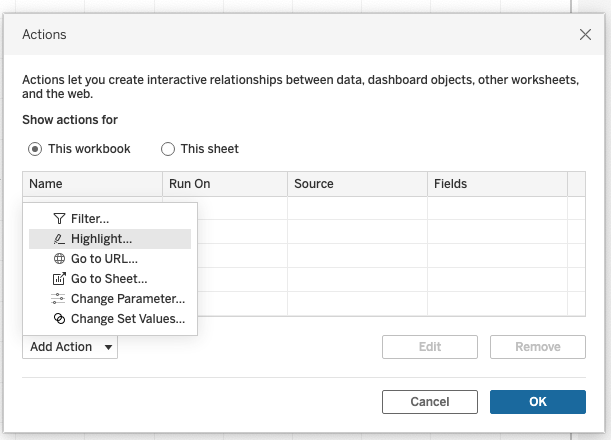 Actions
Actions let you create interactive relationships between data, dashboard objects, other worksheets,
and the web.
Show actions for
This workbook
This sheet
Name
Run On
Source
Fields
Filter...
Highlight...
Go to URL...
Go to Sheet...
Change Parameter...
Change Set Values...
Add Action
Edit
Remove
Cancel
OK